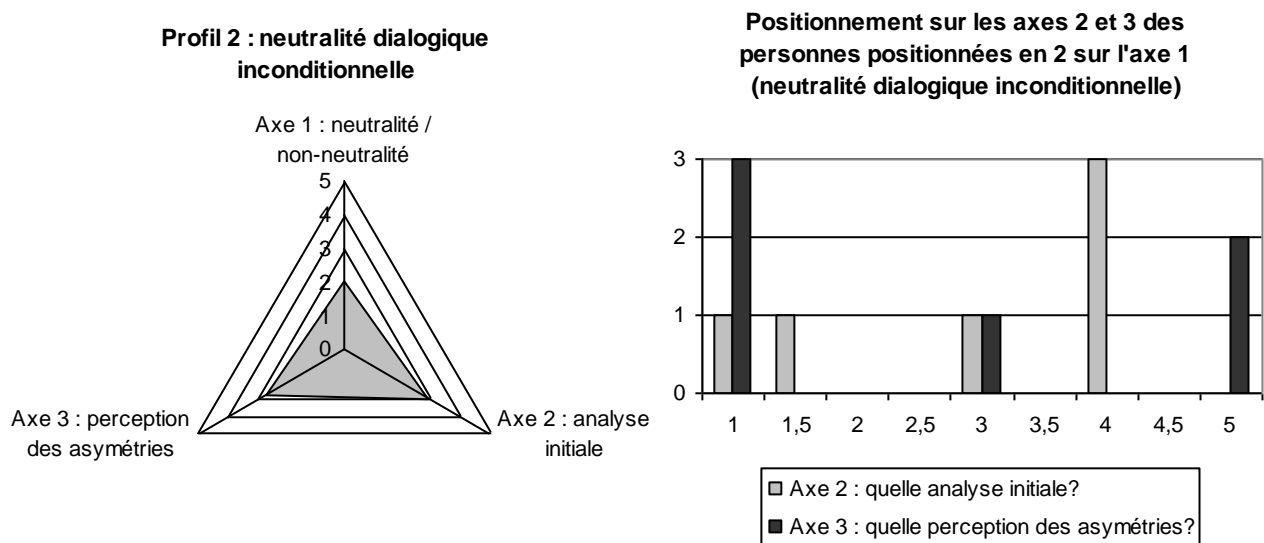 Profil 2 : neutralité dialogique
inconditionnelle
Axe 1 : neutralité /
non-neutralité
5
4
3
2
1
0
Axe 3 : perception
des asymétries
Axe 2 : analyse
initiale
Positionnement sur les axes 2 et 3 des
personnes positionnées en 2 sur l'axe 1
(neutralité dialogique inconditionnelle)
3
2
1
0
1 1,5 2 2,5 3 3,5 4 4,5 5
Axe 2 : quelle analyse initiale?
Axe 3 : quelle perception des asymétries?